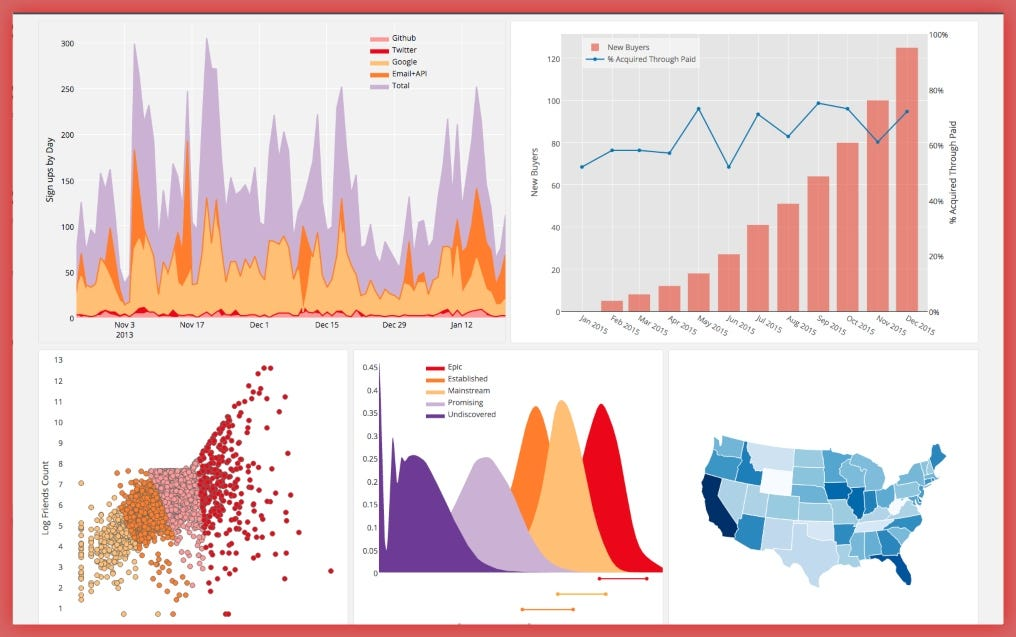 Sign ups by Day
300
250
200
150
100
50
0
Nov 3
2013
Nov 17
Dec 1
Dec 15
Dec 29
Jan 12
Github
Twitter
Google
Email+API
Total
New Buyers
120
100
80
60
40
20
0
New Buyers
% Acquired Through Paid
100%
80%
60%
40%
20%
0%
% Acquired Through Paid
Jan 2015
Feb 2015
Mar 2015
Apr 2015
May 2015
Jun 2015
Jul 2015
Aug 2015
Sep 2015
Oct 2015
Nov 2015
Dec 2015
Log Friends Count
13
12
11
10
9
8
7
6
5
4
3
2
1
0.45
0.4
0.35
0.3
0.25
0.2
0.15
0.1
0.05
0
Epic
Established
Mainstream
Promising
Undiscovered